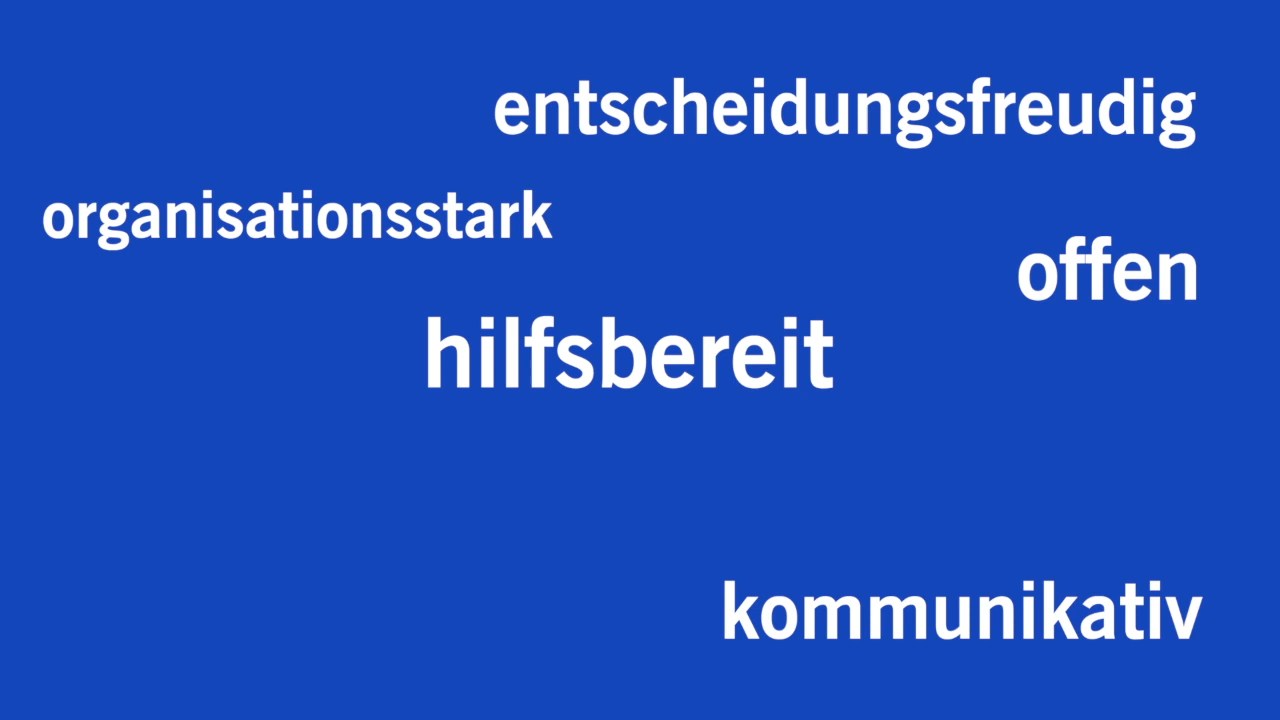 entscheidungsfreudig
organisationsstark
offen
hilfsbereit
kommunikativ